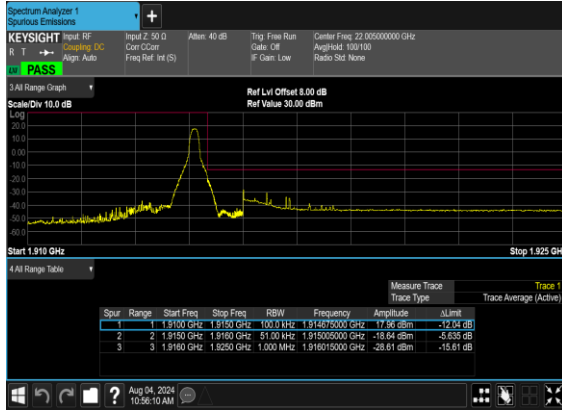 Spectrum Analyzer 1
Spurious Emissions
+
KEYSIGHT Input: RF Input Z: 50 Ω Atten: 40 dB Trig: Free Run Center Freq: 22.005000000 GHz
R T Coupling: DC Corr CCorr Gate: Off Avg|Hold: 100/100
Align: Auto Freq Ref: Int (S) IF Gain: Low Radio Std: None
PASS
3 All Range Graph
Ref Lvl Offset 8.00 dB
Scale/Div 10.0 dB Ref Value 30.00 dBm
Log
20.0
10.0
0.00
-10.0
-20.0
-30.0
-40.0
-50.0
-60.0
Start 1.910 GHz Stop 1.925 GH
4 All Range Table
Measure Trace Trace 1
Trace Type Trace Average (Active)
Spur Range Start Freq Stop Freq RBW Frequency Amplitude ΔLimit
1 1 1.9100 GHz 1.9150 GHz 100.0 kHz 1.914675000 GHz 17.96 dBm -12.04 dB
2 2 1.9150 GHz 1.9160 GHz 51.00 kHz 1.915005000 GHz -18.64 dBm -5.635 dB
3 3 1.9160 GHz 1.9250 GHz 1.000 MHz 1.916015000 GHz -28.61 dBm -15.61 dB
? Aug 04, 2024
10:56:10 AM